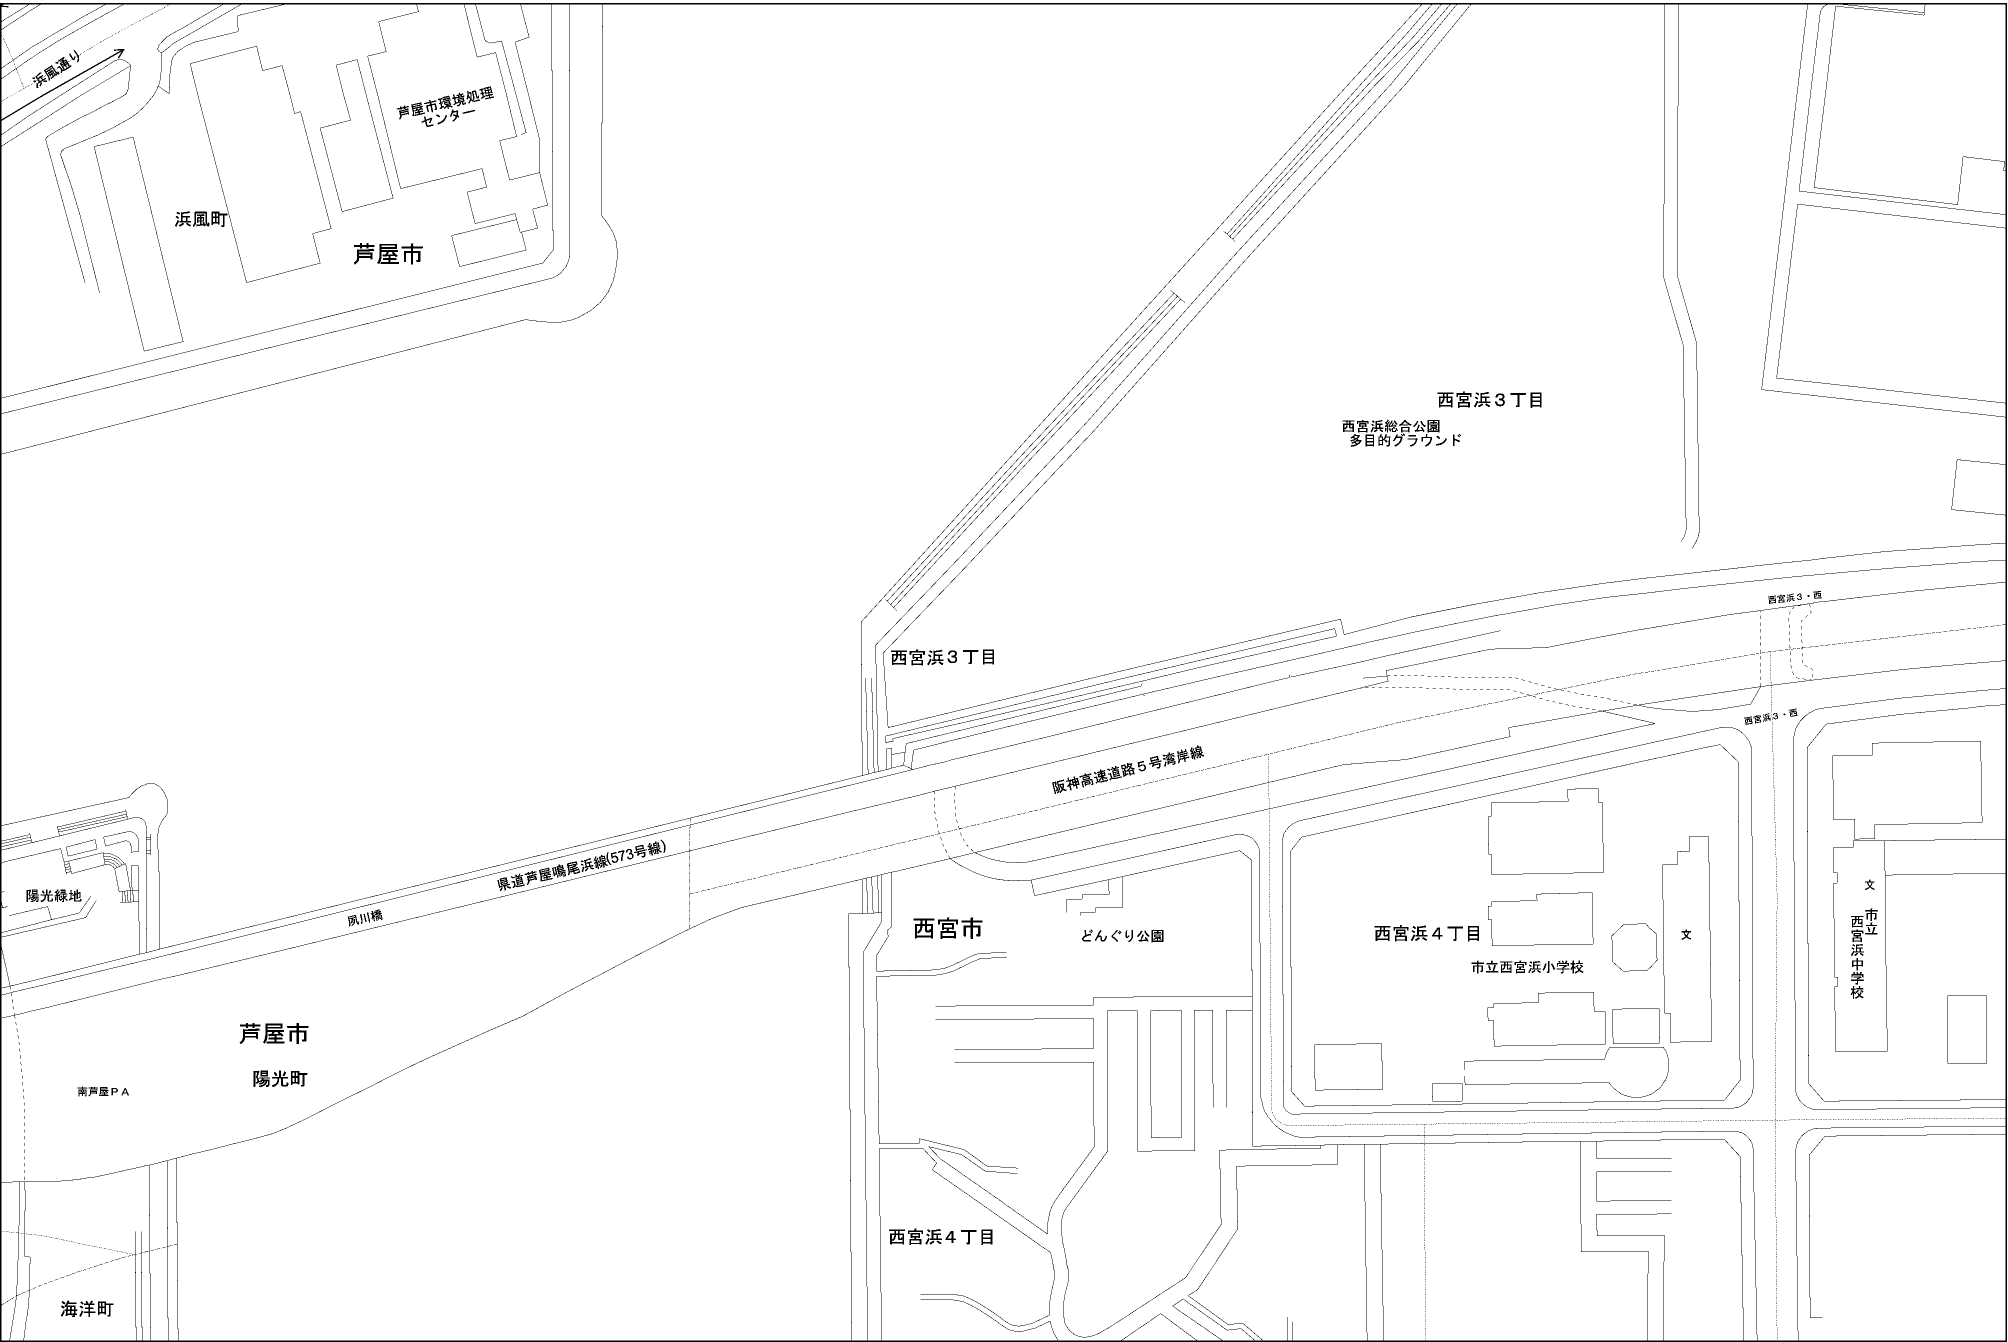 浜風通り
芦屋市環境処理
センター
浜風町
芦屋市
西宮浜３丁目
西宮浜総合公園
多目的グラウンド
西宮浜３・西
西宮浜３丁目
西宮浜３・西
阪神高速道路５号湾岸線
県道芦屋鳴尾浜線(573号線)
夙川橋
陽光緑地
西宮市
どんぐり公園
西宮浜４丁目
市立西宮浜小学校
文
文
市立
西宮浜中学校
芦屋市
陽光町
南芦屋ＰＡ
西宮浜４丁目
海洋町